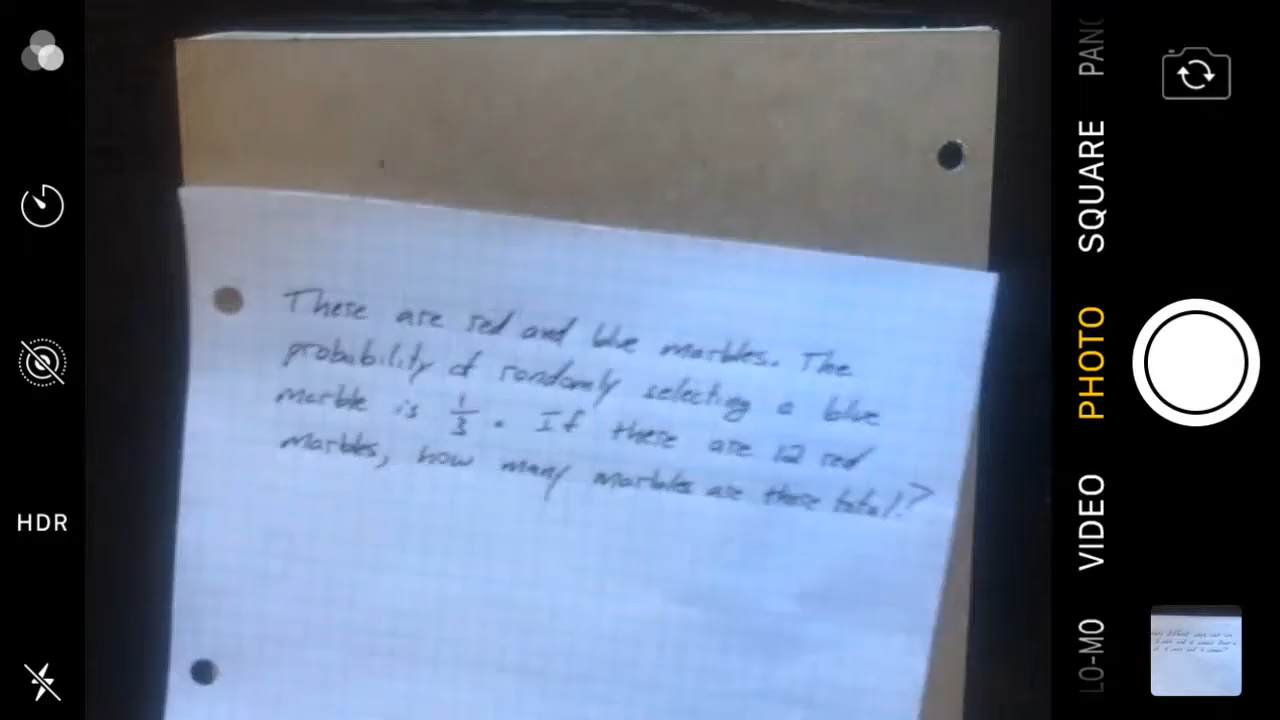 There are red and blue marbles. The
probability of randomly selecting a blue
marble is 1/3. If there are 12 red
marbles, how many marbles are there total?
HDR
PANO
SQUARE
PHOTO
VIDEO
LO-MO